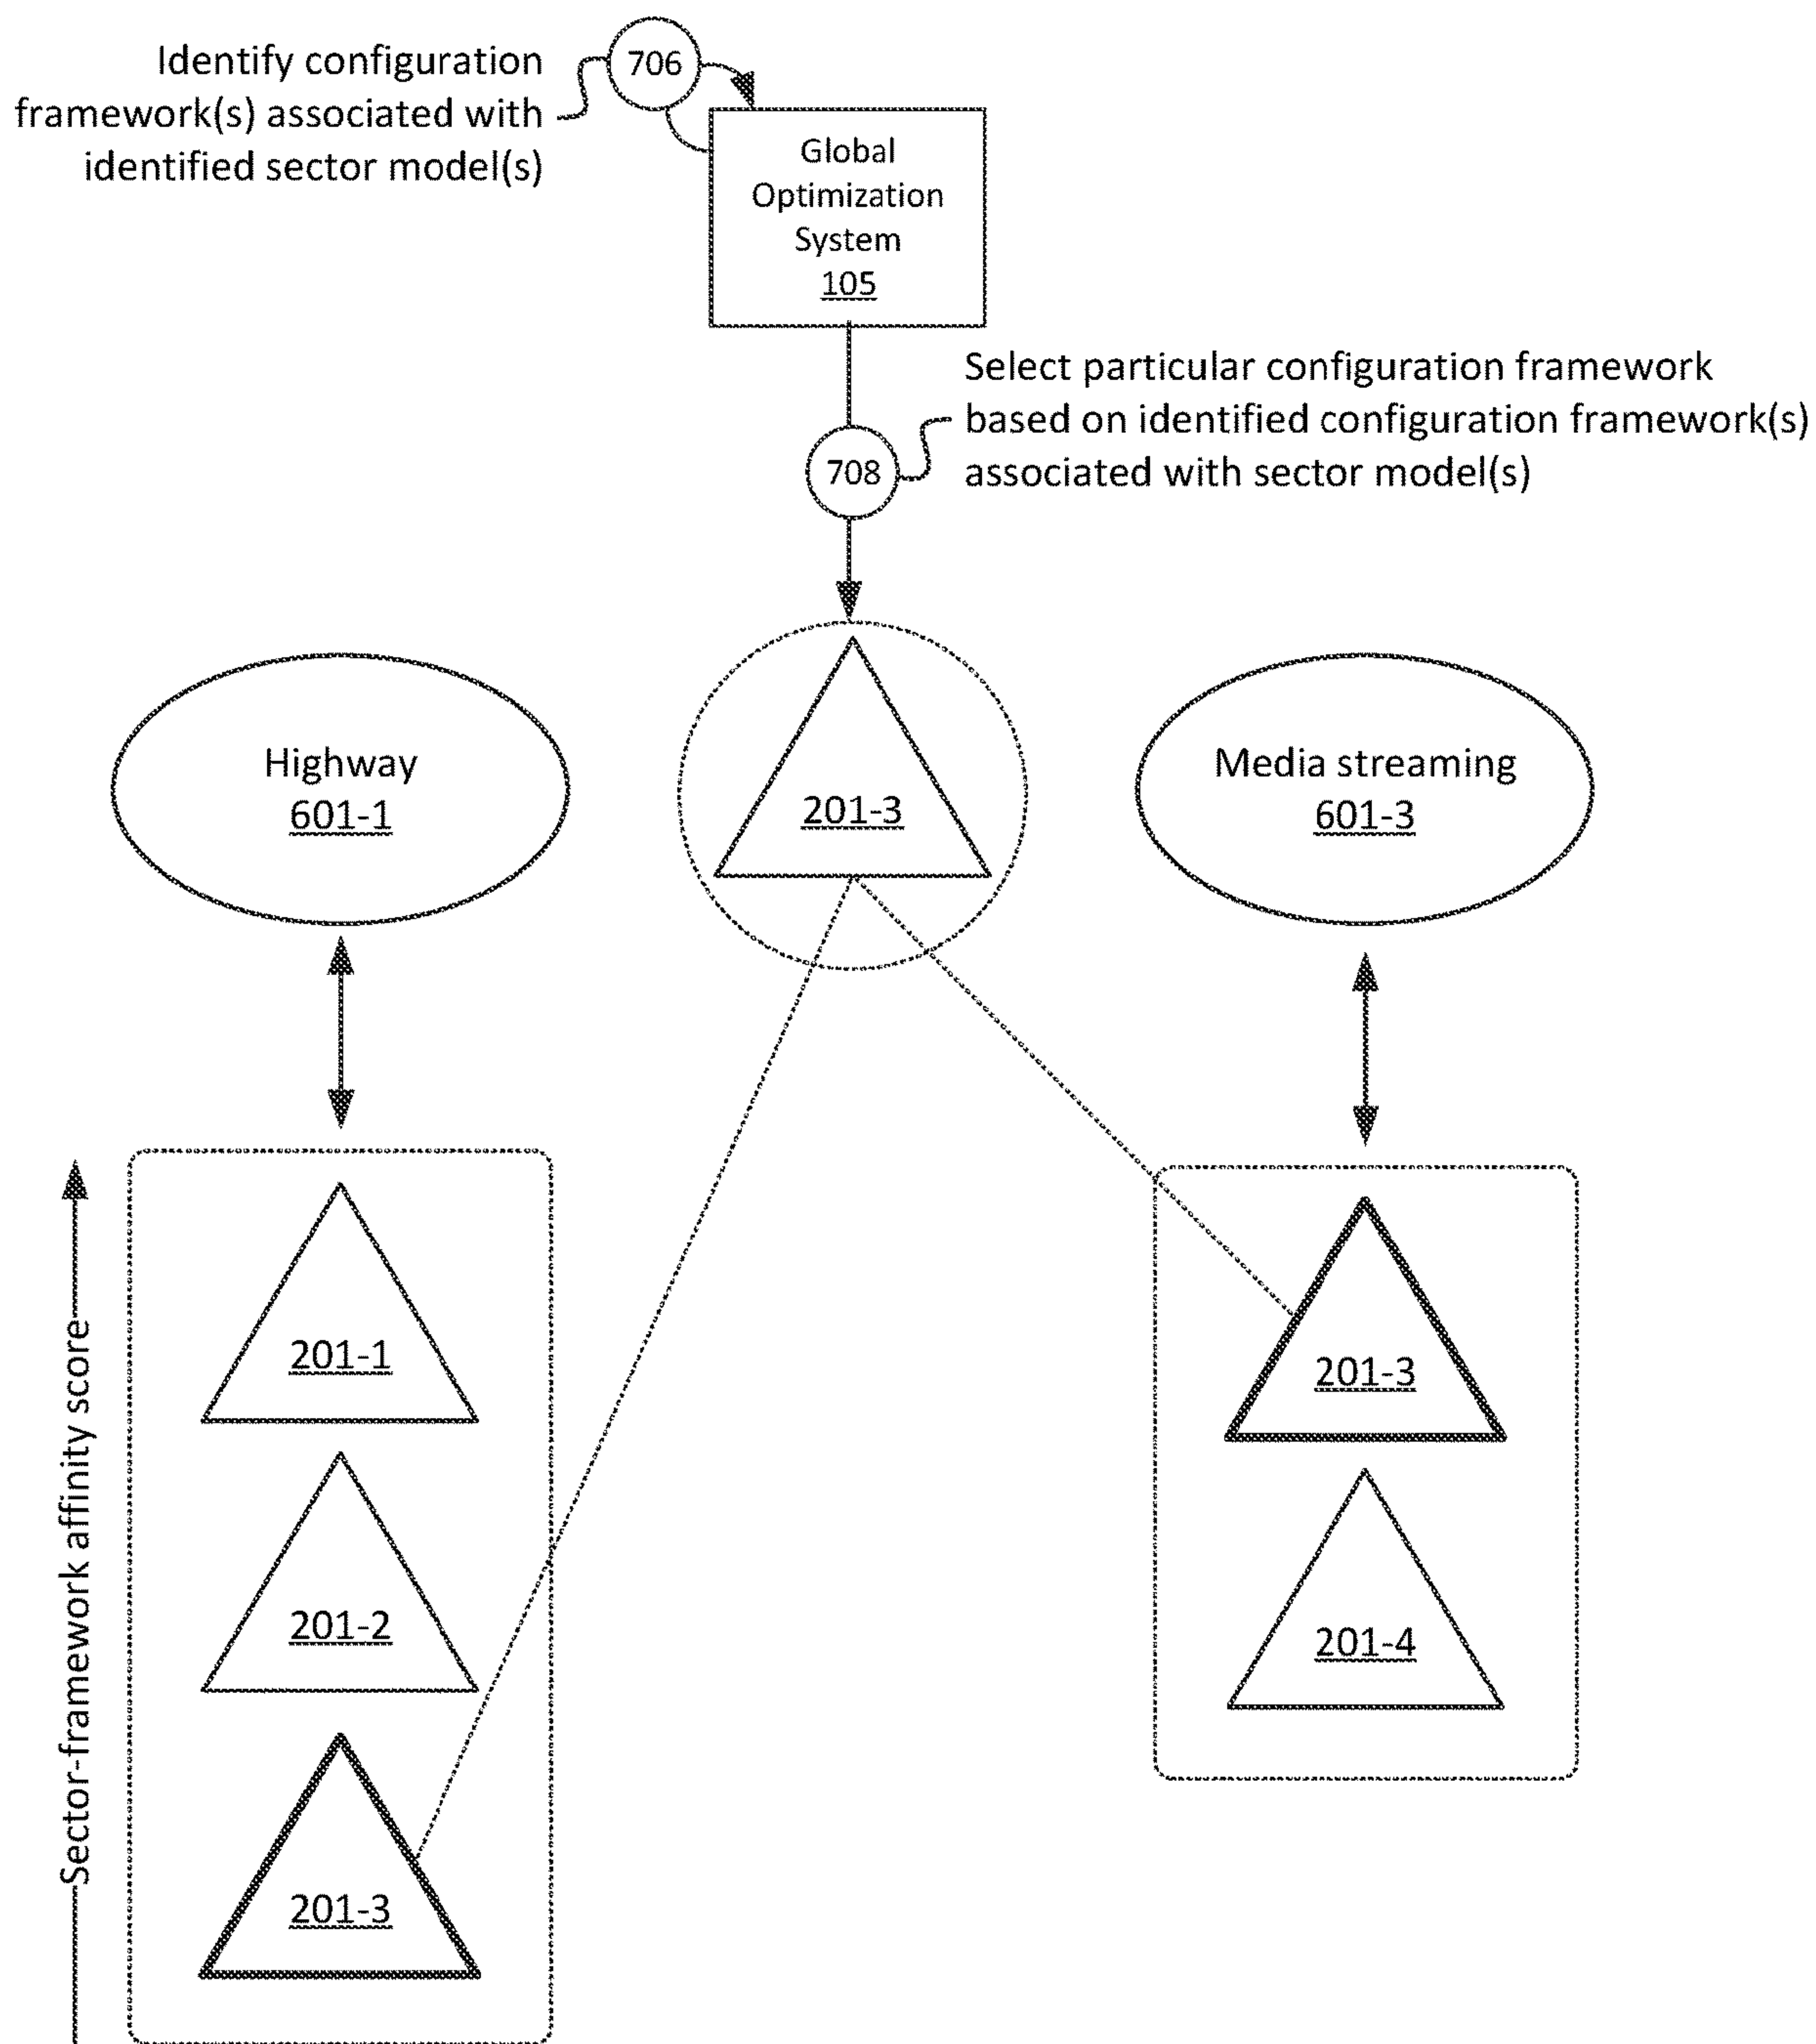 Identify configuration
framework(s) associated with
identified sector model(s)
706
Global
Optimization
System
105
Select particular configuration framework
based on identified configuration framework(s)
associated with sector model(s)
708
Highway
601-1
201-3
Media streaming
601-3
Sector-framework affinity score
201-1
201-2
201-3
201-3
201-4